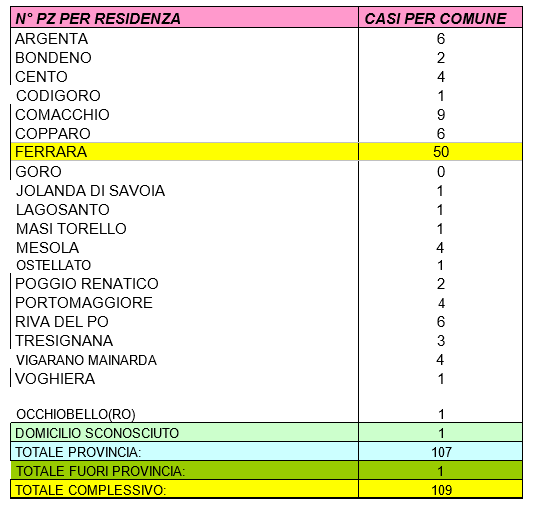 N° PZ PER RESIDENZA CASI PER COMUNE
ARGENTA 6
BONDENO 2
CENTO 4
CODIGORO 1
COMACCHIO 9
COPPARO 6
FERRARA 50
GORO 0
JOLANDA DI SAVOIA 1
LAGOSANTO 1
MASI TORELLO 1
MESOLA 4
OSTELLATO 1
POGGIO RENATICO 2
PORTOMAGGIORE 4
RIVA DEL PO 6
TRESIGNANA 3
VIGARANO MAINARDA 4
VOGHIERA 1
OCCHIOBELLO(RO) 1
DOMICILIO SCONOSCIUTO 1
TOTALE PROVINCIA: 107
TOTALE FUORI PROVINCIA: 1
TOTALE COMPLESSIVO: 109